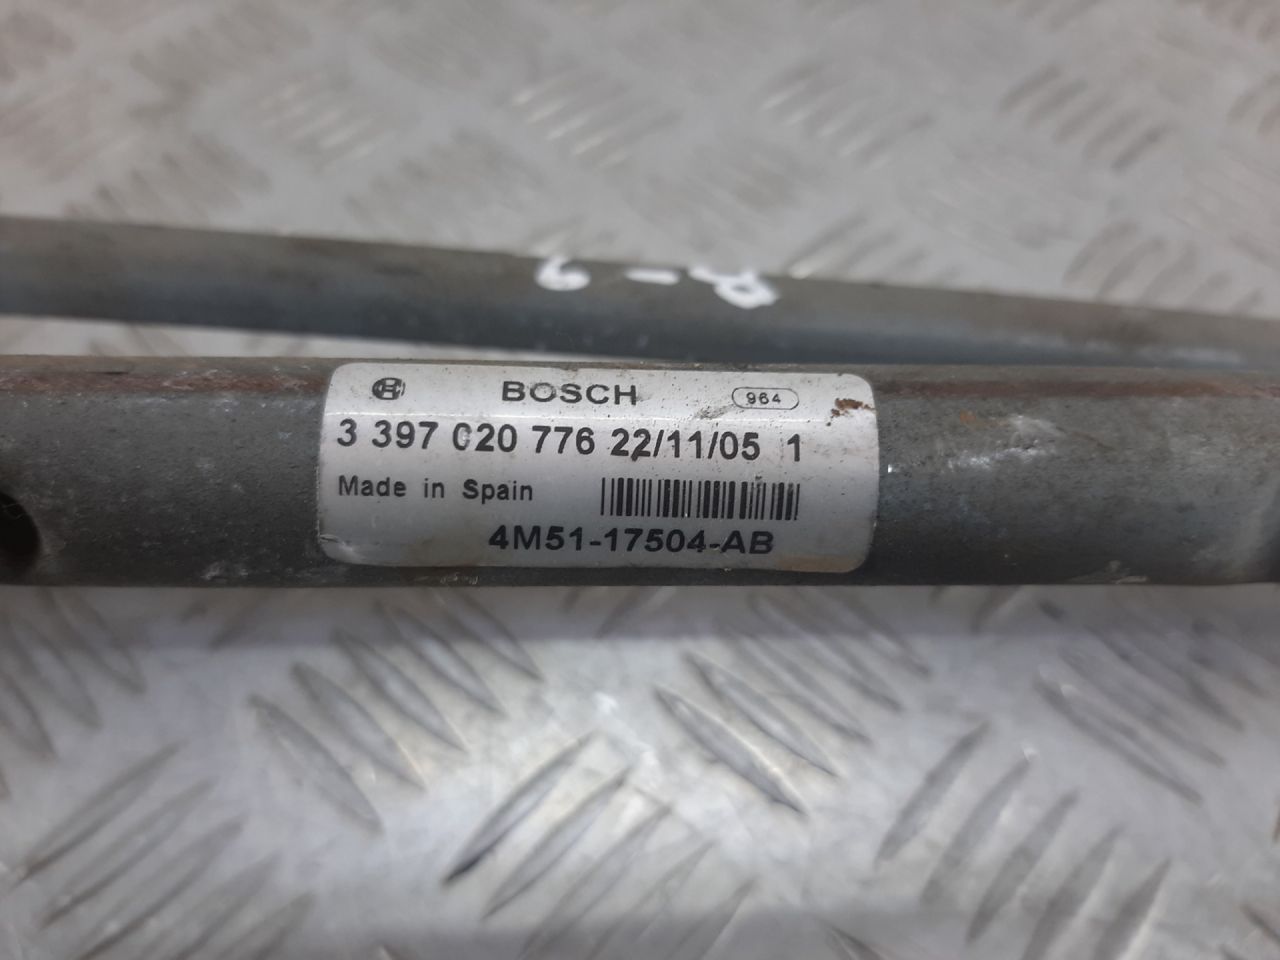 BOSCH 964
3 397 020 776 22/11/05 1
Made in Spain
4M51-17504-AB